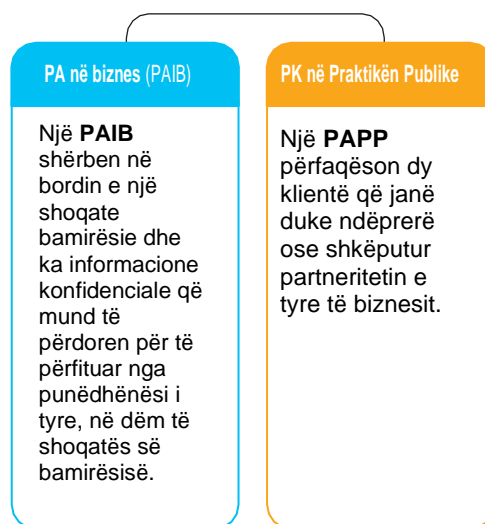 PA në biznes (PAIB)
Një PAIB
shërben në
bordin e një
shoqate
bamirësie dhe
ka informacione
konfidenciale që
mund të
përdoren për të
përfituar nga
punëdhënësi i
tyre, në dëm të
shoqatës së
bamirësisë.
PK në Praktikën Publike
Një PAPP
përfaqëson dy
klientë që janë
duke ndëprerë
ose shkëputur
partneritetin e
tyre të biznesit.